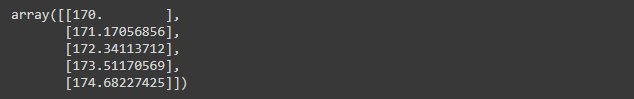 array([[170.        ],
       [171.17056856],
       [172.34113712],
       [173.51170569],
       [174.68227425]])